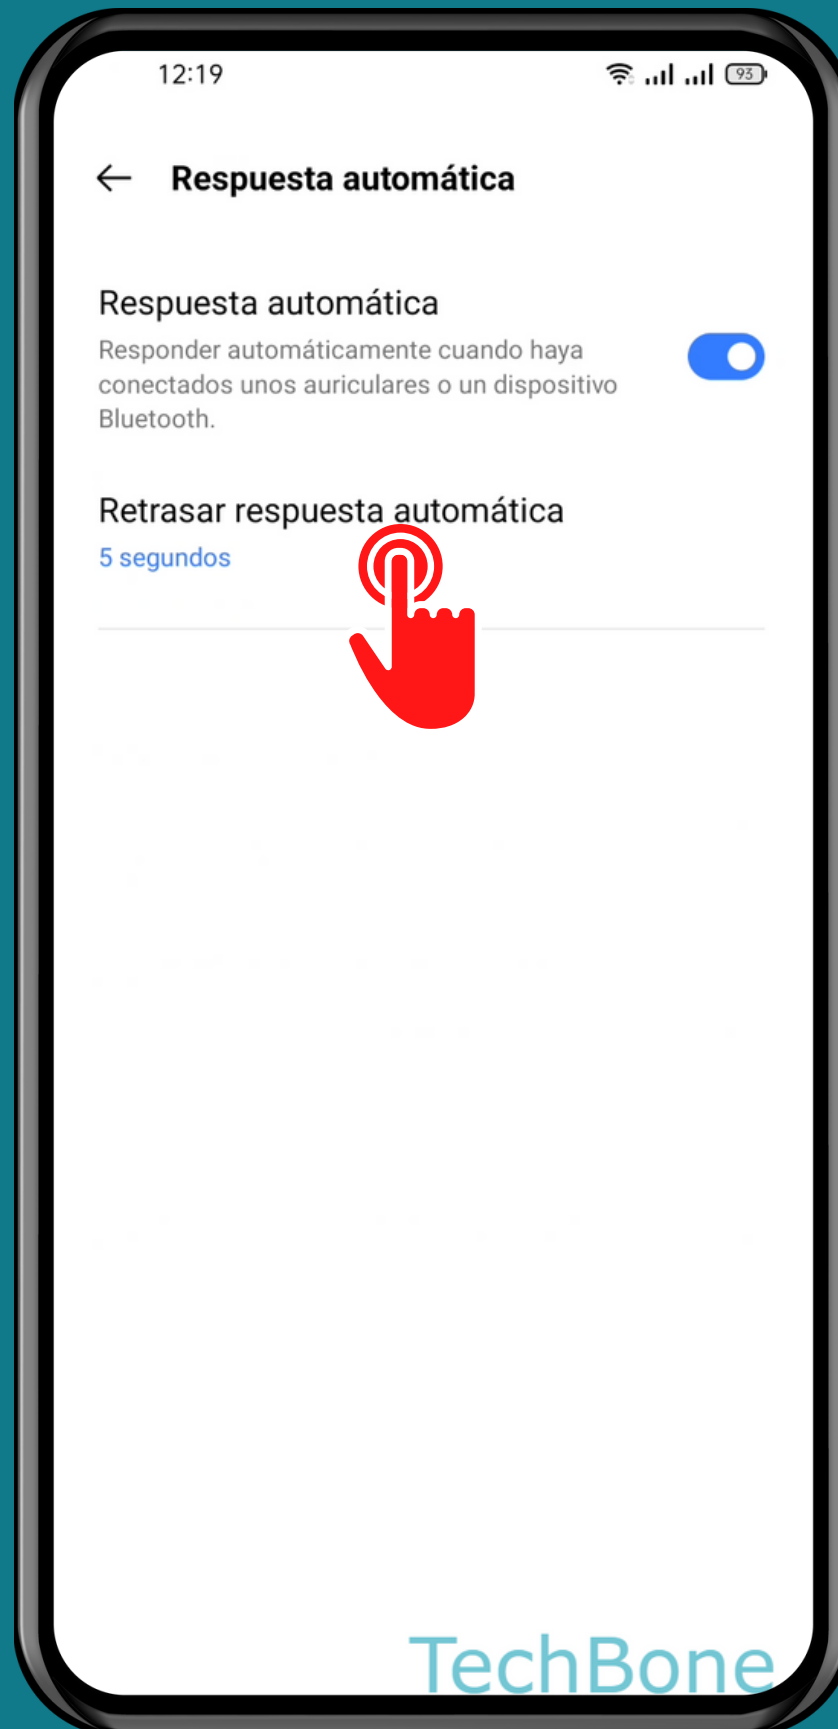 12:19
93
Respuesta automática
Respuesta automática
Responder automáticamente cuando haya
conectados unos auriculares o un dispositivo
Bluetooth.
Retrasar respuesta automática
5 segundos
TechBone